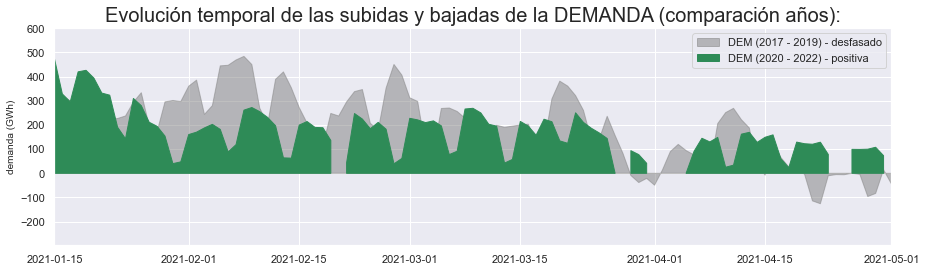 Evolución temporal de las subidas y bajadas de la DEMANDA (comparación años):
600
500
400
300
200
100
0
−100
−200
demanda (GWh)
DEM (2017 - 2019) - desfasado
DEM (2020 - 2022) - positiva
2021-01-15 2021-02-01 2021-02-15 2021-03-01 2021-03-15 2021-04-01 2021-04-15 2021-05-01